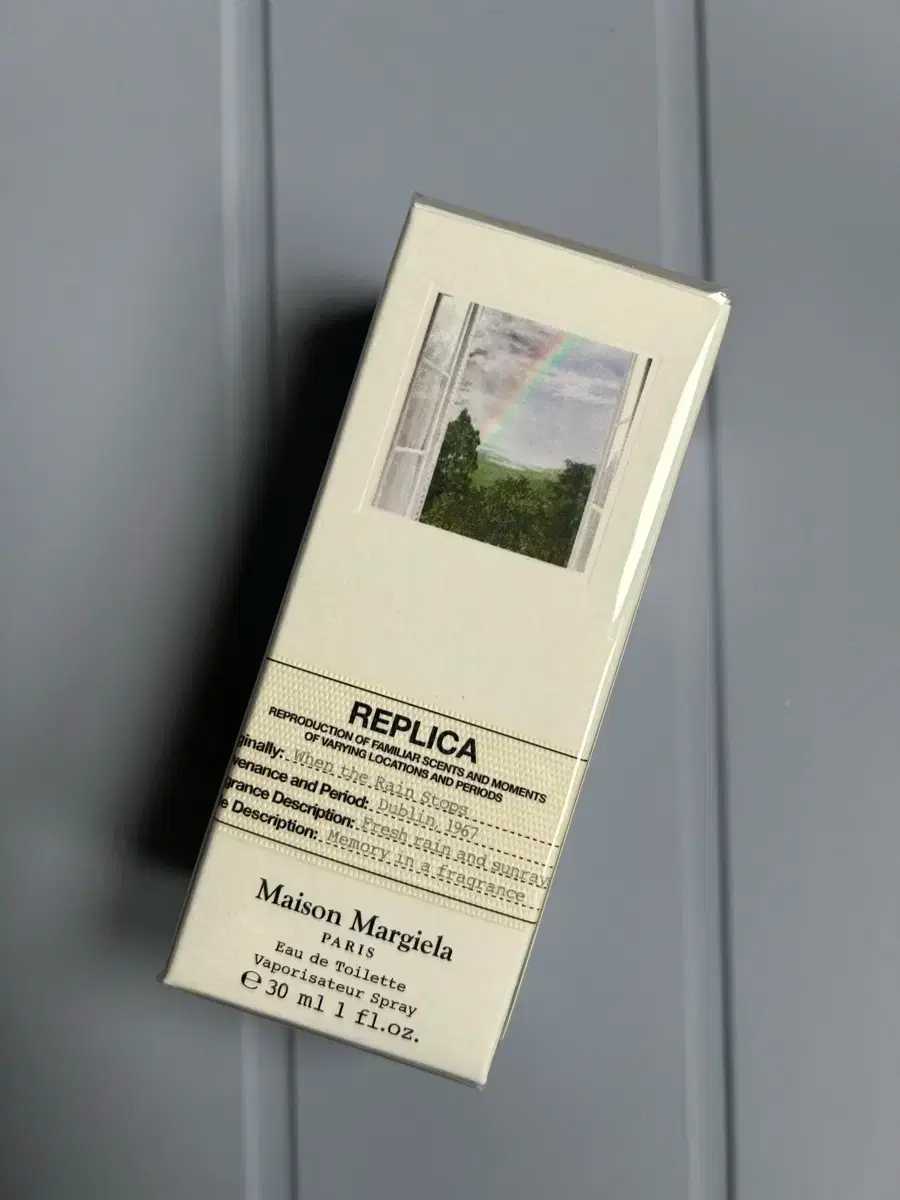 REPLICA
REPRODUCTION OF FAMILIAR SCENTS AND MOMENTS
OF VARYING LOCATIONS AND PERIODS
ginally: When the Rain Stops
venance and Period: Dublin, 1967
grance Description: Fresh rain and sunray
e Description: Memory in a fragrance
Maison Margiela
PARIS
Eau de Toilette
Vaporisateur Spray
℮ 30 ml 1 fl.oz.